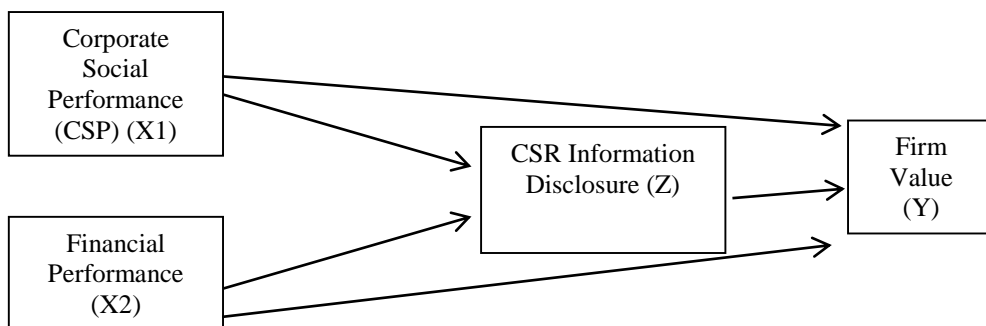 Corporate
Social
Performance
(CSP) (X1)
CSR Information
Disclosure (Z)
Firm
Value
(Y)
Financial
Performance
(X2)